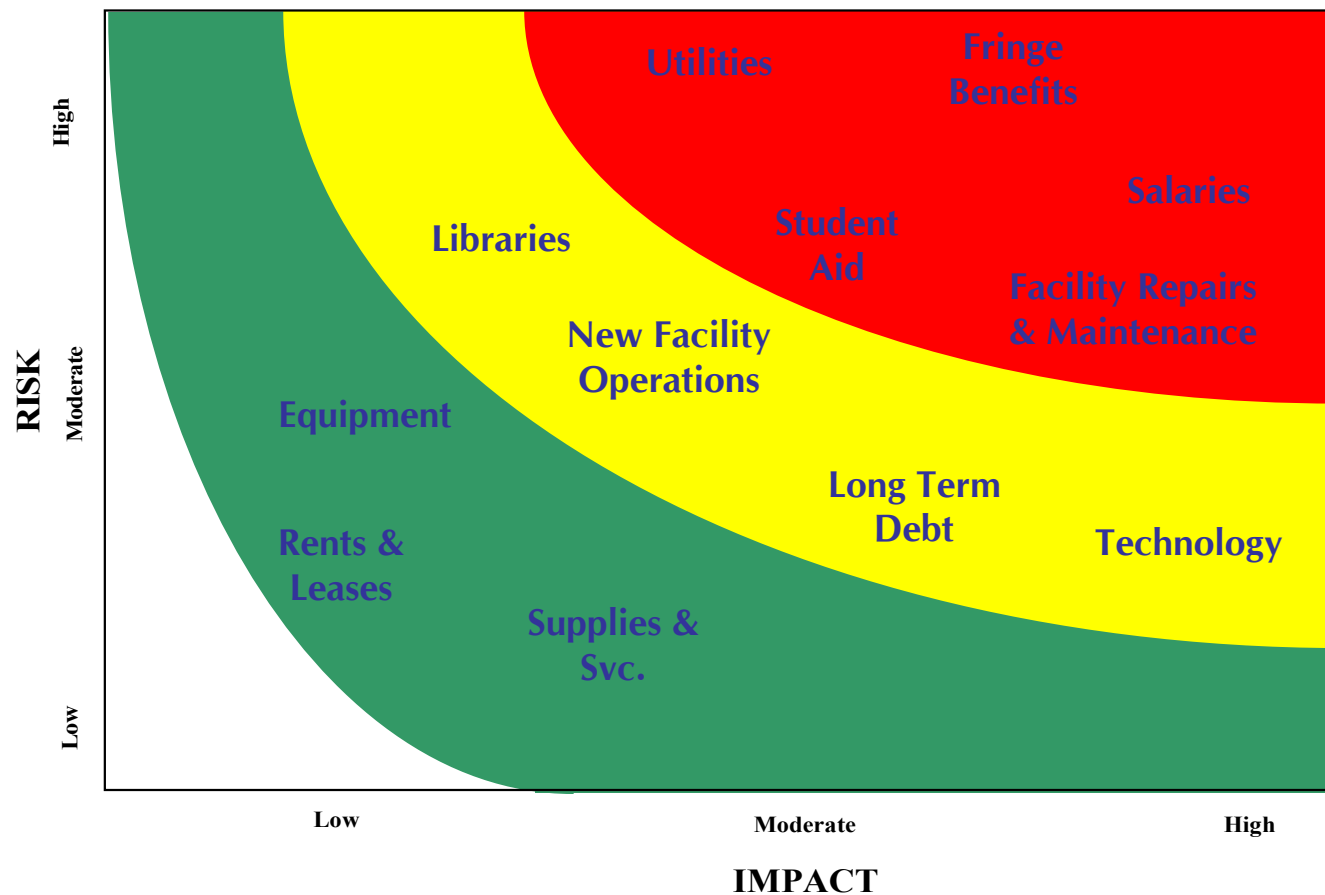 Utilities
Fringe
Benefits
Salaries
Student
Aid
Libraries
Facility Repairs
& Maintenance
New Facility
Operations
Equipment
Long Term
Debt
Technology
Rents &
Leases
Supplies &
Svc.
RISK
High
Moderate
Low
Low
Moderate
High
IMPACT